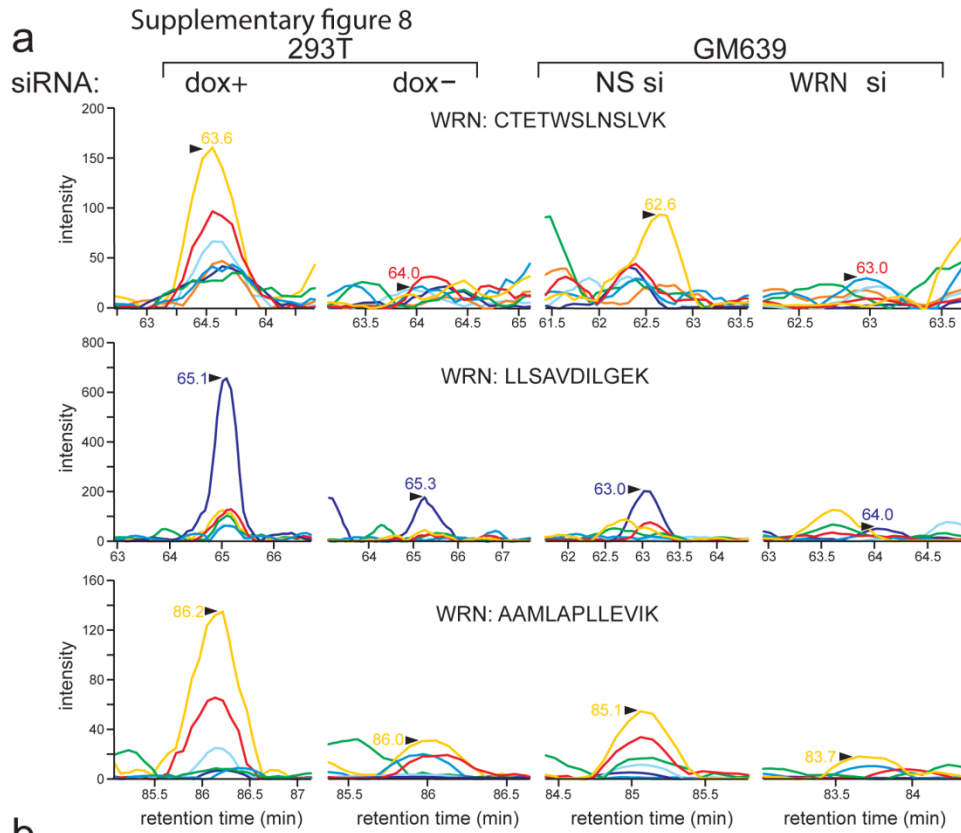 Supplementary figure 8
a
293T GM639
siRNA: dox+ dox− NS si WRN si
WRN: CTETWSLNSLVK
200
150
100
50
0
intensity
63.6
64.0
62.6
63.0
63 64.5 64
63.5 64 64.5 65
61.5 62 62.5 63 63.5
62.5 63 63.5
WRN: LLSAVDILGEK
800
600
400
200
0
intensity
65.1
65.3
63.0
64.0
63 64 65 66
64 65 66 67
62 62.5 63 63.5 64
63 63.5 64 64.5
WRN: AAMLAPLLEVIK
160
120
80
40
0
intensity
86.2
86.0
85.1
83.7
85.5 86 86.5 87
85.5 86 86.5
84.5 85 85.5
83.5 84
retention time (min) retention time (min) retention time (min) retention time (min)